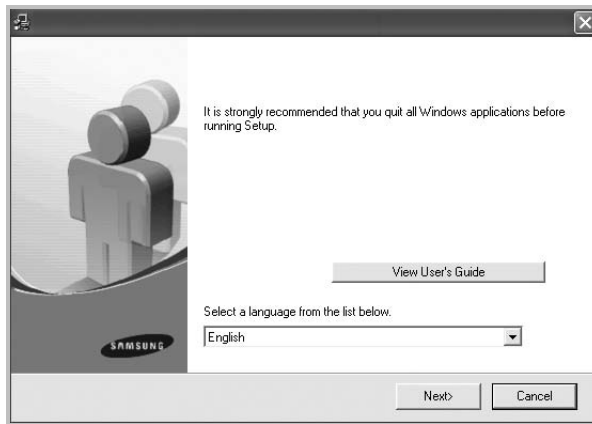 It is strongly recommended that you quit all Windows applications before
running Setup.
View User's Guide
Select a language from the list below.
English
SAMSUNG
Next>
Cancel